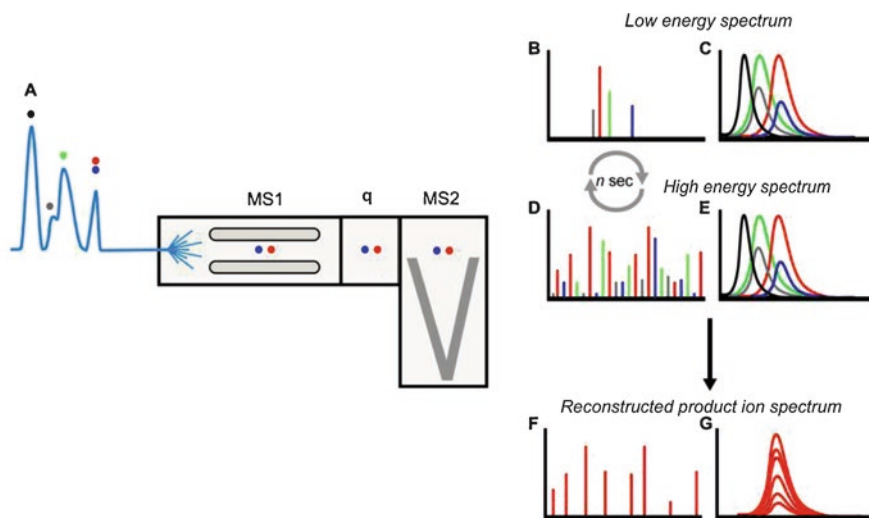 Low energy spectrum
B
C
A
MS1
q
MS2
n sec
High energy spectrum
D
E
Reconstructed product ion spectrum
F
G